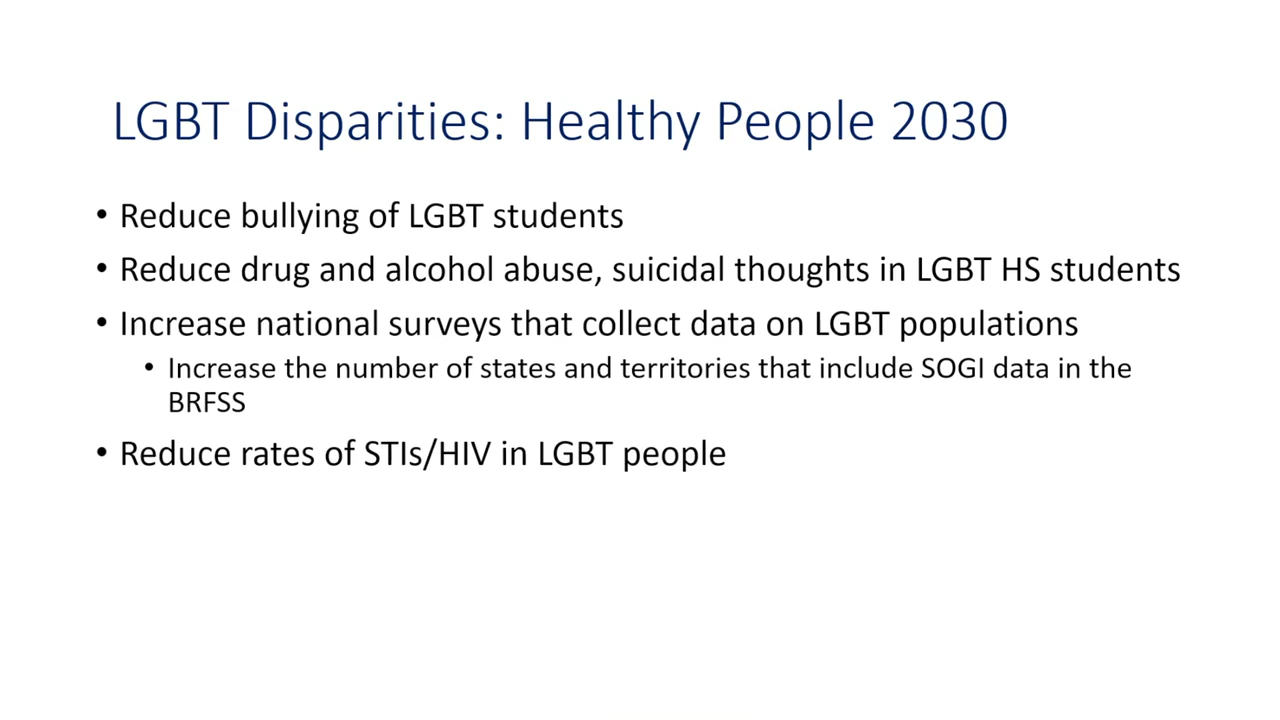 LGBT Disparities: Healthy People 2030
• Reduce bullying of LGBT students
• Reduce drug and alcohol abuse, suicidal thoughts in LGBT HS students
• Increase national surveys that collect data on LGBT populations
• Increase the number of states and territories that include SOGI data in the
BRFSS
• Reduce rates of STIs/HIV in LGBT people